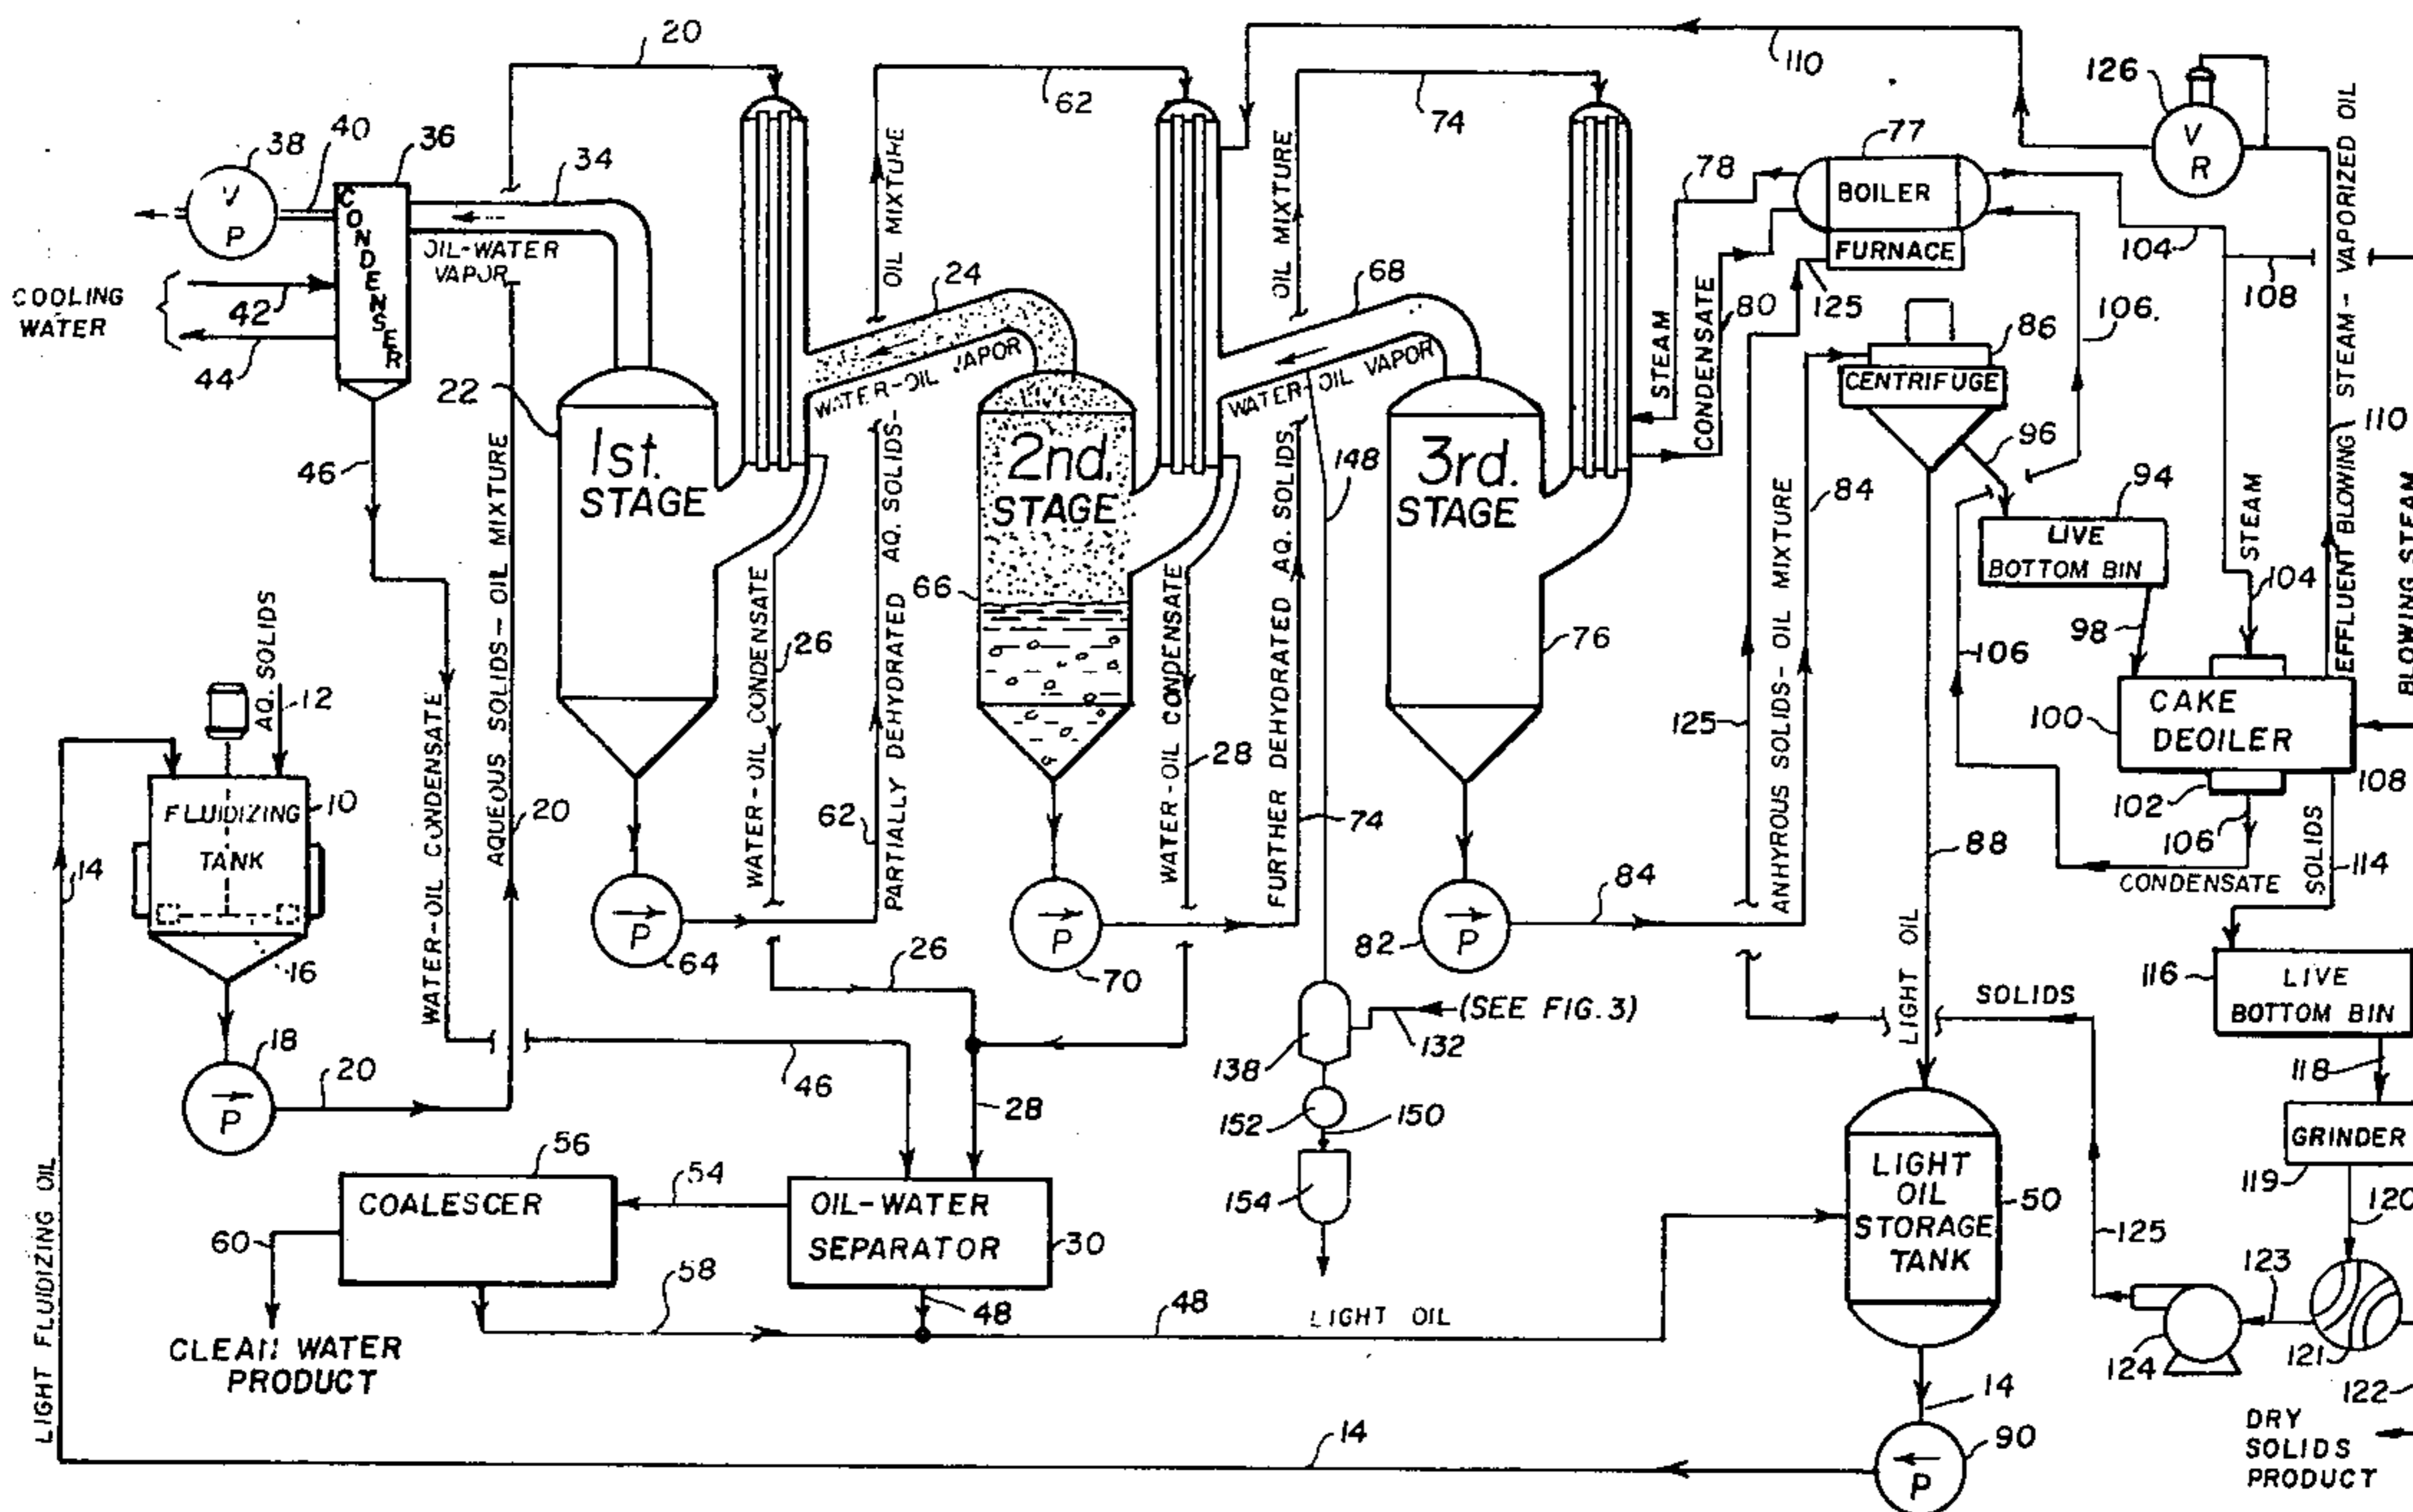 20
62
110
74
126
V
R
38
40
36
34
V
P
CONDENSER
OIL-WATER
VAPOR
COOLING
WATER
42
44
22
46
1st.
STAGE
24
WATER-OIL VAPOR
OIL MIXTURE
PARTIALLY DEHYDRATED AQ. SOLIDS-
62
2nd.
STAGE
66
68
WATER-OIL VAPOR
OIL MIXTURE
FURTHER DEHYDRATED AQ. SOLIDS
74
148
3rd.
STAGE
76
STEAM
78
CONDENSATE
80
77
BOILER
FURNACE
125
104
108
106.
86
CENTRIFUGE
96
94
LIVE
BOTTOM BIN
98
84
ANHYROUS SOLIDS- OIL MIXTURE
125
106
STEAM
104
EFFLUENT BLOWING STEAM- VAPORIZED OIL
110
BLOWING STEAM
100
CAKE
DEOILER
102
108
106
CONDENSATE
SOLIDS
114
116
LIVE
BOTTOM BIN
118
GRINDER
119
120
121
122
123
124
125
SOLIDS
DRY
SOLIDS
PRODUCT
AQ. SOLIDS
12
FLUIDIZING
TANK
10
14
16
18
P
20
AQUEOUS SOLIDS- OIL MIXTURE
20
WATER-OIL CONDENSATE
46
WATER-OIL CONDENSATE
26
26
P
64
WATER-OIL CONDENSATE
28
28
P
70
82
P
84
88
LIGHT OIL
(SEE FIG. 3)
132
138
152
150
154
56
COALESCER
54
OIL-WATER
SEPARATOR
30
60
58
48
48
LIGHT OIL
CLEAN WATER
PRODUCT
LIGHT
OIL
STORAGE
TANK
50
14
90
P
14
LIGHT FLUIDIZING OIL